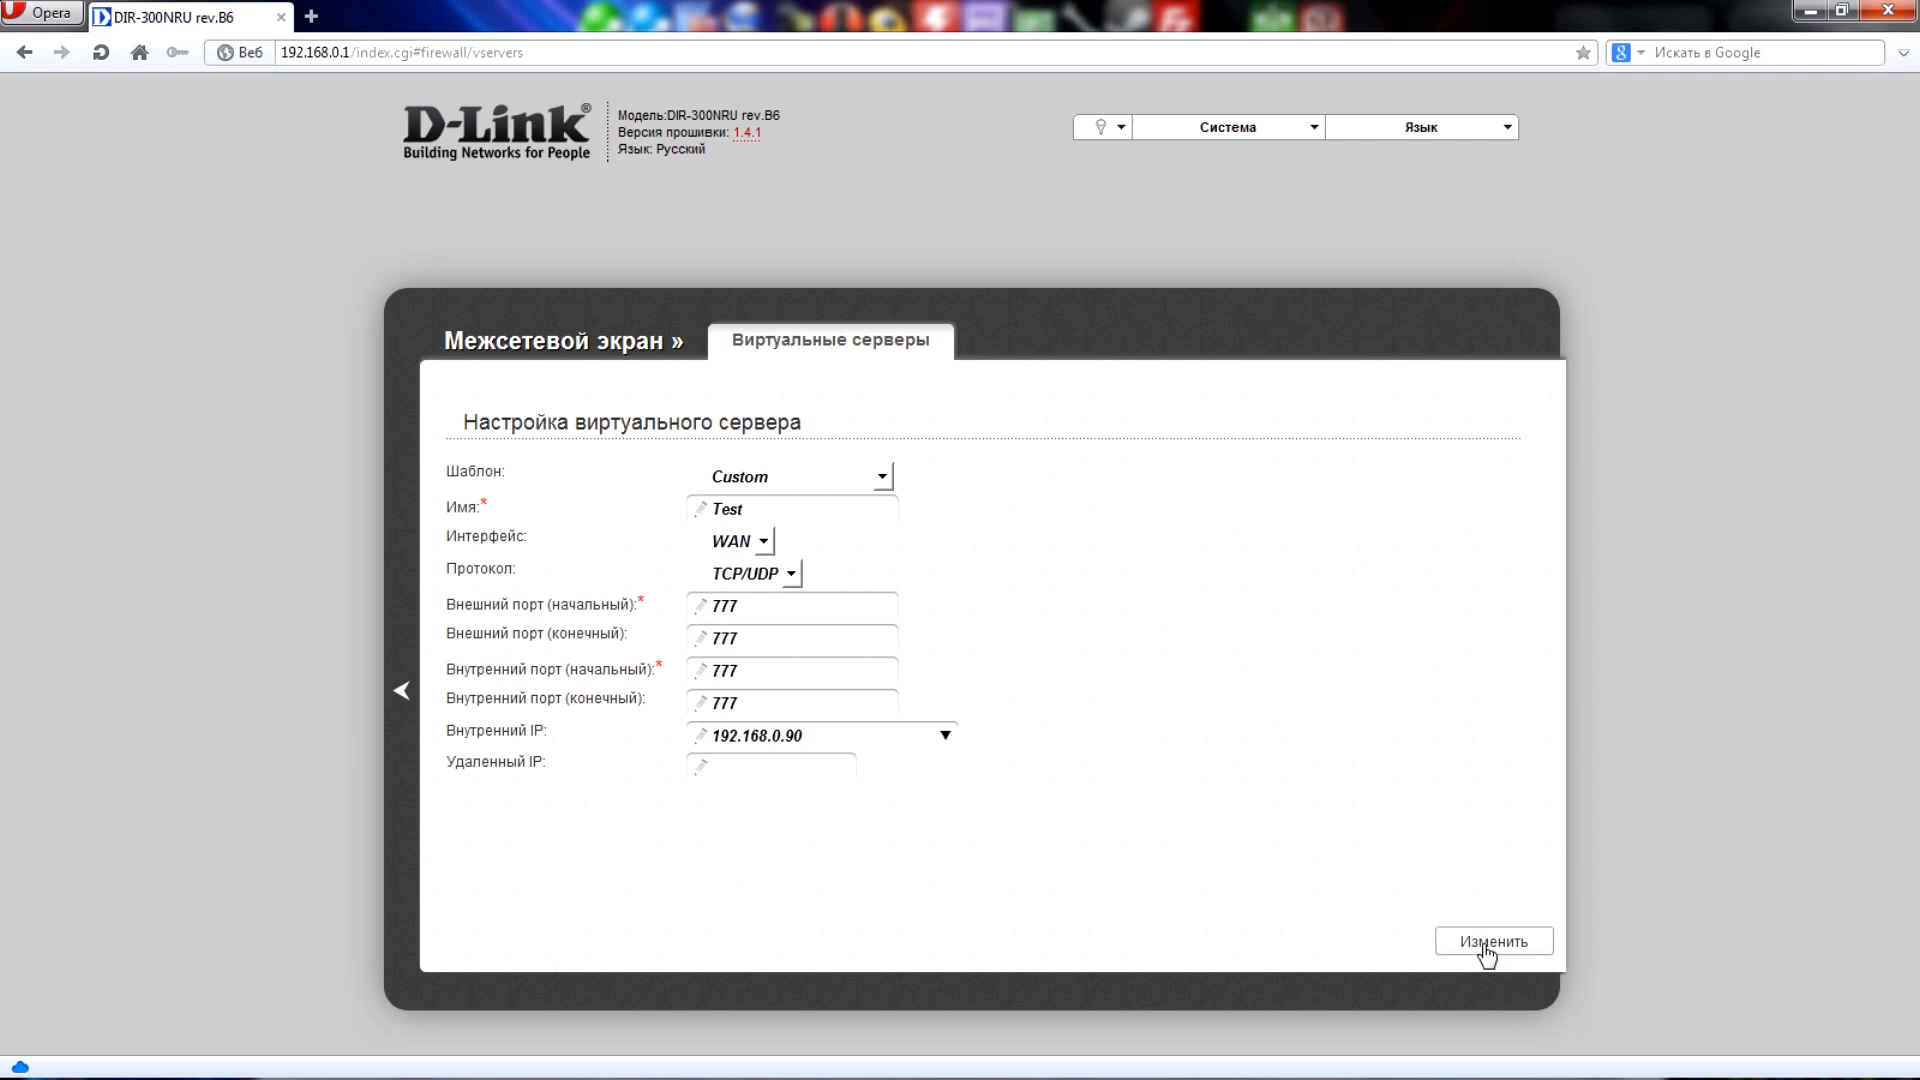 Opera
DIR-300NRU rev.B6
Веб
192.168.0.1/index.cgi#firewall/vservers
Искать в Google
D-Link®
Building Networks for People
Модель:DIR-300NRU rev.B6
Версия прошивки: 1.4.1
Язык: Русский
Система
Язык
Межсетевой экран »
Виртуальные серверы
Настройка виртуального сервера
Шаблон:
Custom
Имя:*
Test
Интерфейс:
WAN
Протокол:
TCP/UDP
Внешний порт (начальный):*
777
Внешний порт (конечный):
777
Внутренний порт (начальный):*
777
Внутренний порт (конечный):
777
Внутренний IP:
192.168.0.90
Удаленный IP:
Изменить